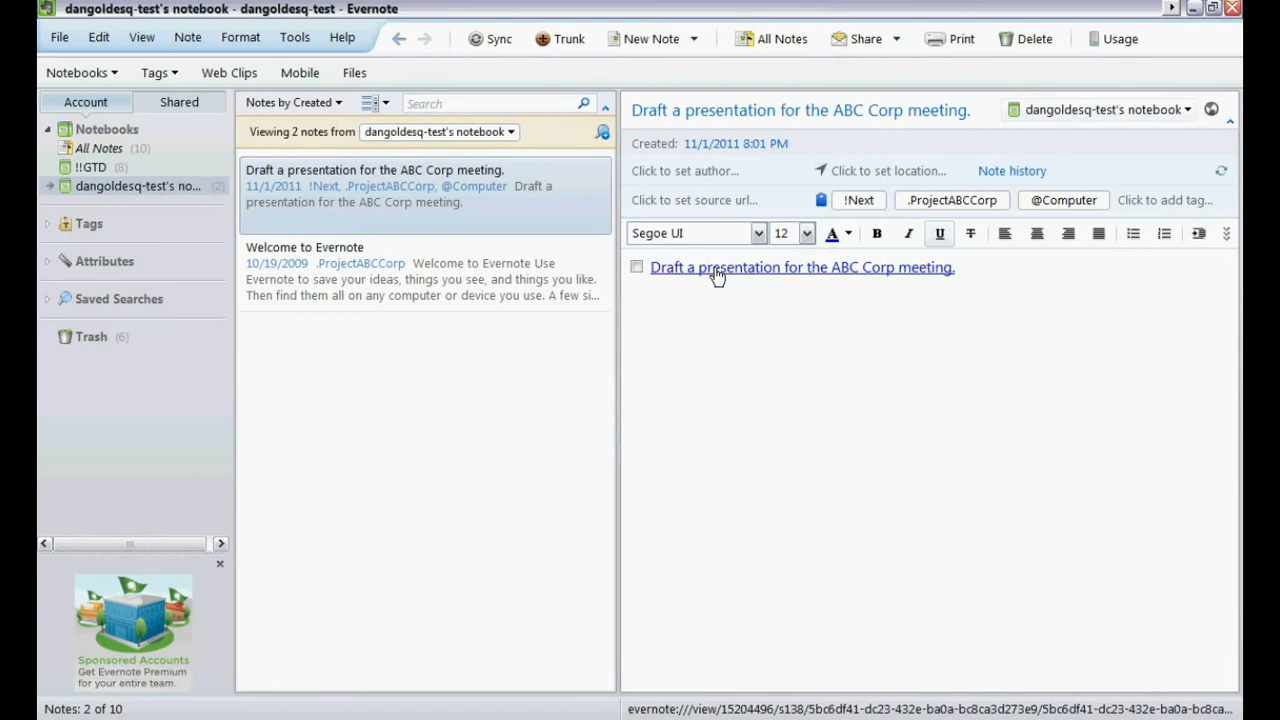 dangoldesq-test's notebook - dangoldesq-test - Evernote
File Edit View Note Format Tools Help Sync Trunk New Note All Notes Share Print Delete Usage
Notebooks Tags Web Clips Mobile Files
Account Shared
Notebooks
All Notes (10)
!!GTD (8)
dangoldesq-test's no... (2)
Tags
Attributes
Saved Searches
Trash (6)
Sponsored Accounts
Get Evernote Premium
for your entire team.
Notes: 2 of 10
Notes by Created Search
Viewing 2 notes from dangoldesq-test's notebook
Draft a presentation for the ABC Corp meeting.
11/1/2011 !Next, .ProjectABCCorp, @Computer Draft a
presentation for the ABC Corp meeting.
Welcome to Evernote
10/19/2009 .ProjectABCCorp Welcome to Evernote Use
Evernote to save your ideas, things you see, and things you like.
Then find them all on any computer or device you use. A few si...
Draft a presentation for the ABC Corp meeting. dangoldesq-test's notebook
Created: 11/1/2011 8:01 PM
Click to set author... Click to set location... Note history
Click to set source url... !Next .ProjectABCCorp @Computer Click to add tag...
Segoe UI 12 A B I U T
Draft a presentation for the ABC Corp meeting.
evernote:///view/15204496/s138/5bc6df41-dc23-432e-ba0a-bc8ca3d273e9/5bc6df41-dc23-432e-ba0a-bc8ca...